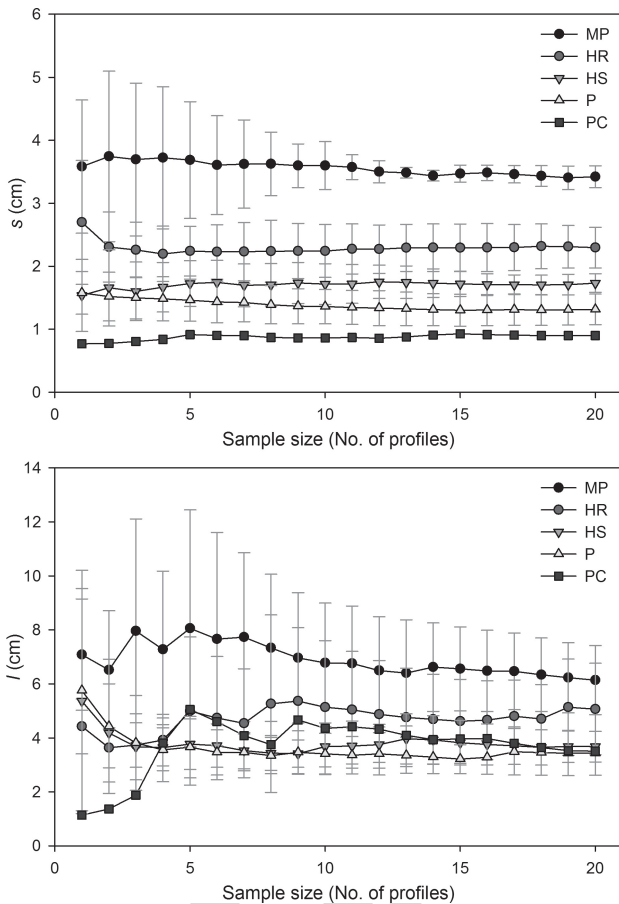 6
5
4
3
2
1
0
s (cm)
MP
HR
HS
P
PC
0 5 10 15 20
Sample size (No. of profiles)
14
12
10
8
6
4
2
0
l (cm)
MP
HR
HS
P
PC
0 5 10 15 20
Sample size (No. of profiles)